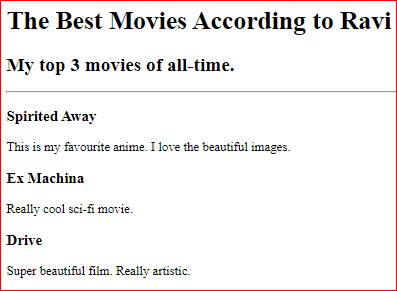 The Best Movies According to Ravi
My top 3 movies of all-time.
Spirited Away
This is my favourite anime. I love the beautiful images.
Ex Machina
Really cool sci-fi movie.
Drive
Super beautiful film. Really artistic.